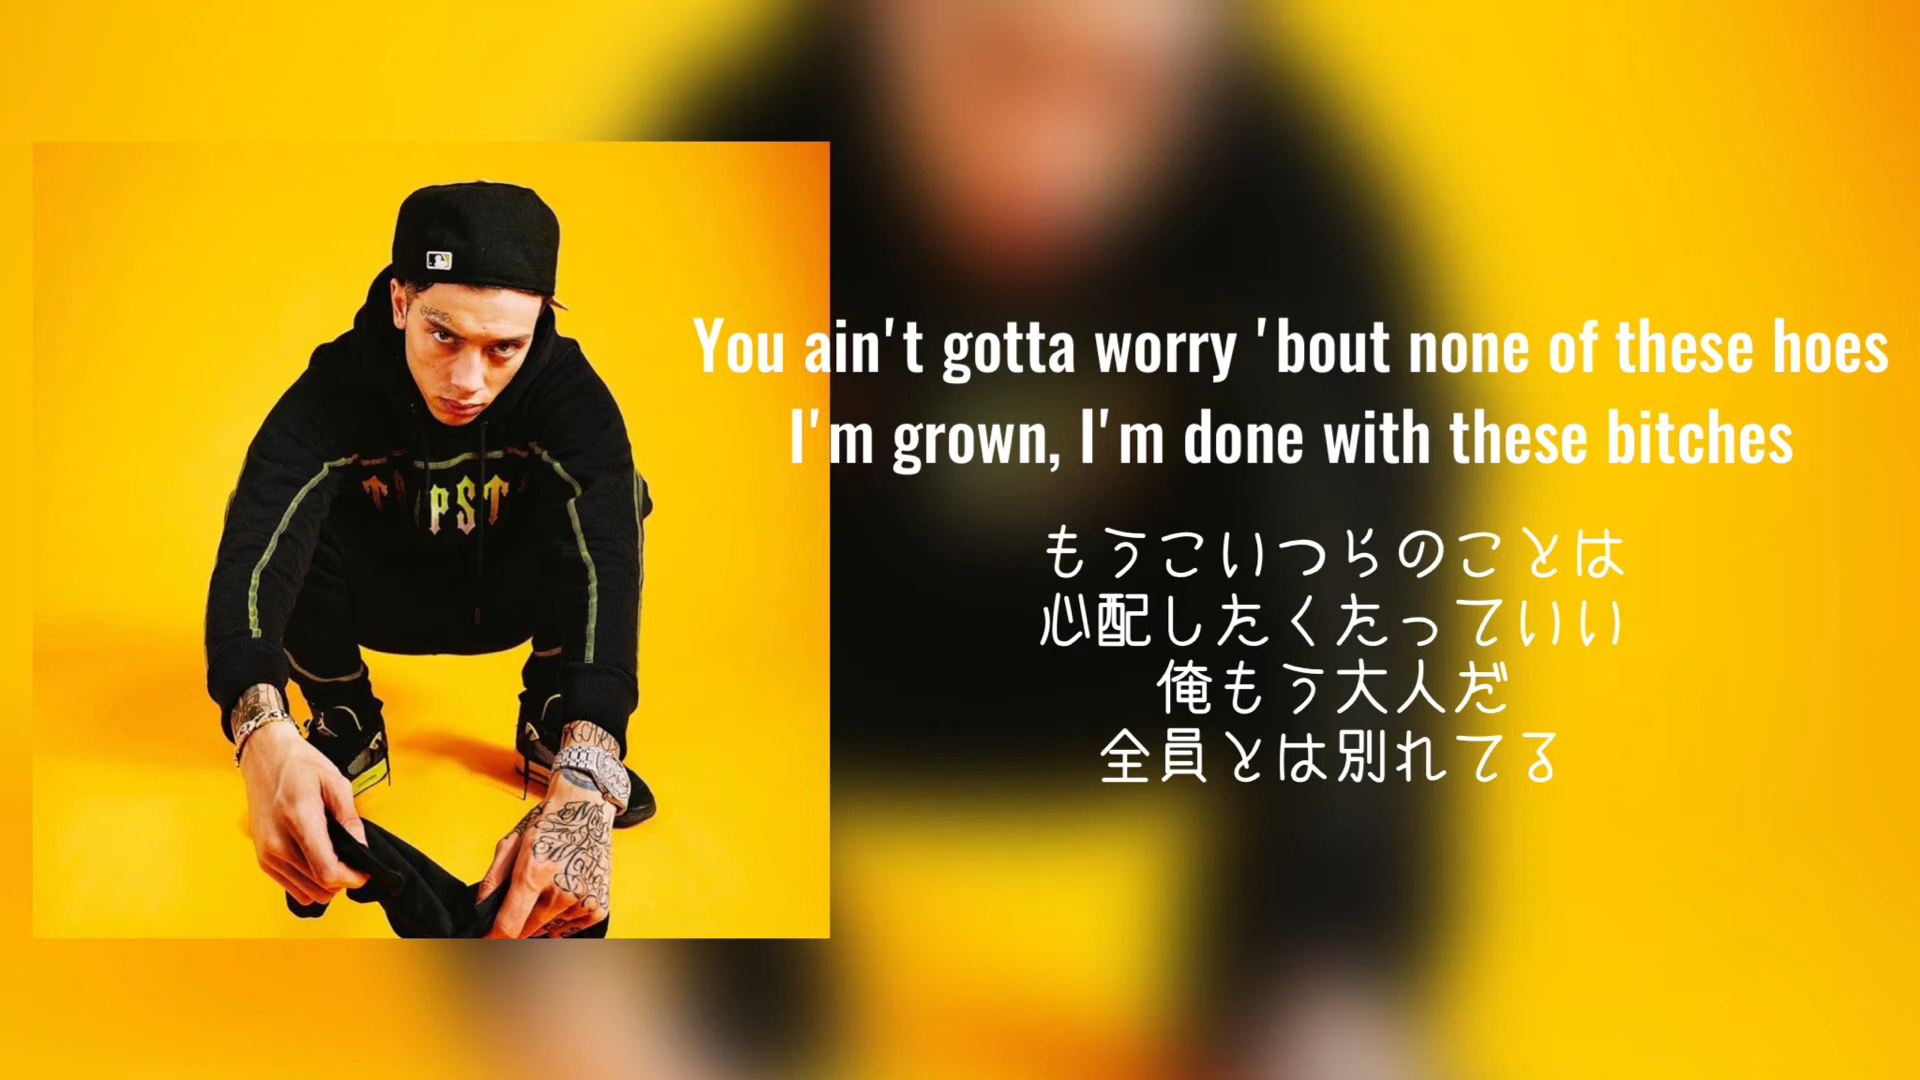 You ain't gotta worry 'bout none of these hoes
I'm grown, I'm done with these bitches
もうこいつらのことは
心配したくたっていい
俺もう大人だ
全員とは別れてる